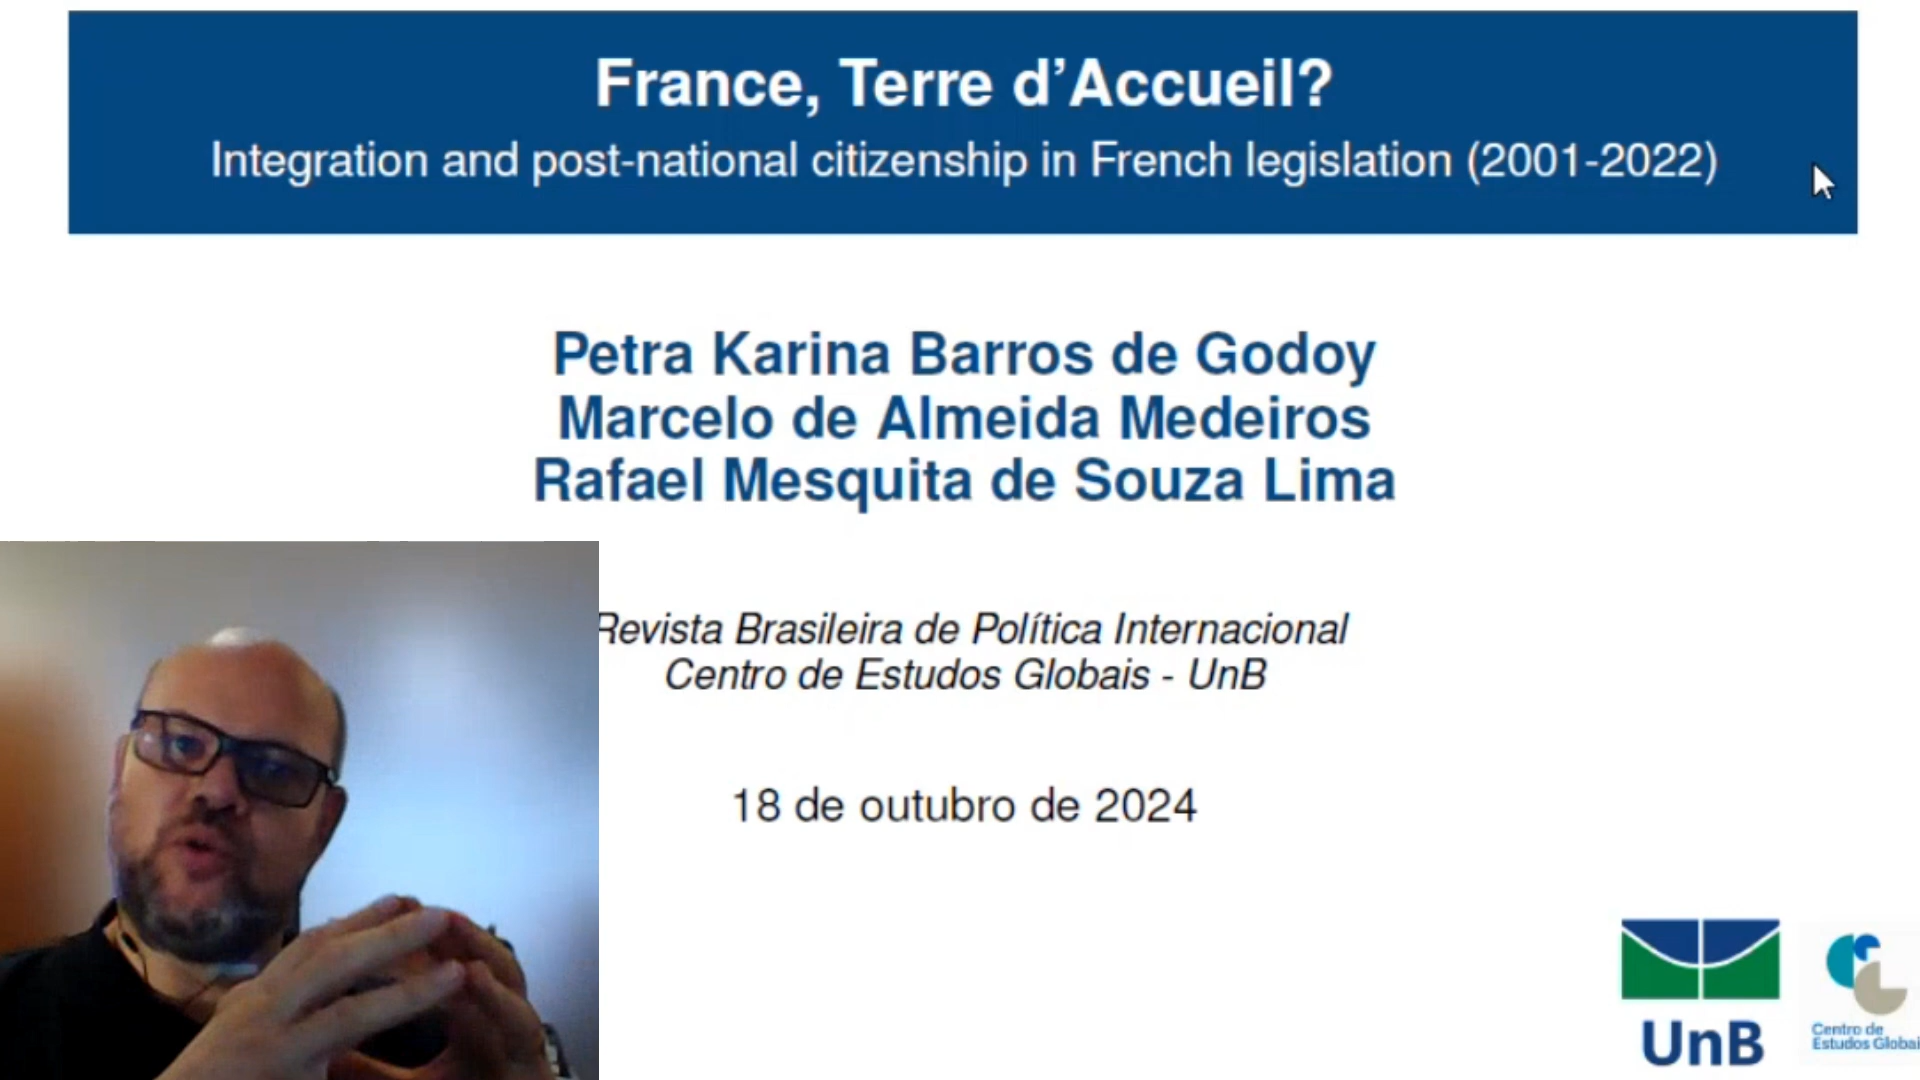 France, Terre d'Accueil?
Integration and post-national citizenship in French legislation (2001-2022)
Petra Karina Barros de Godoy
Marcelo de Almeida Medeiros
Rafael Mesquita de Souza Lima
Revista Brasileira de Política Internacional
Centro de Estudos Globais - UnB
18 de outubro de 2024
UnB
Centro de
Estudos Globai